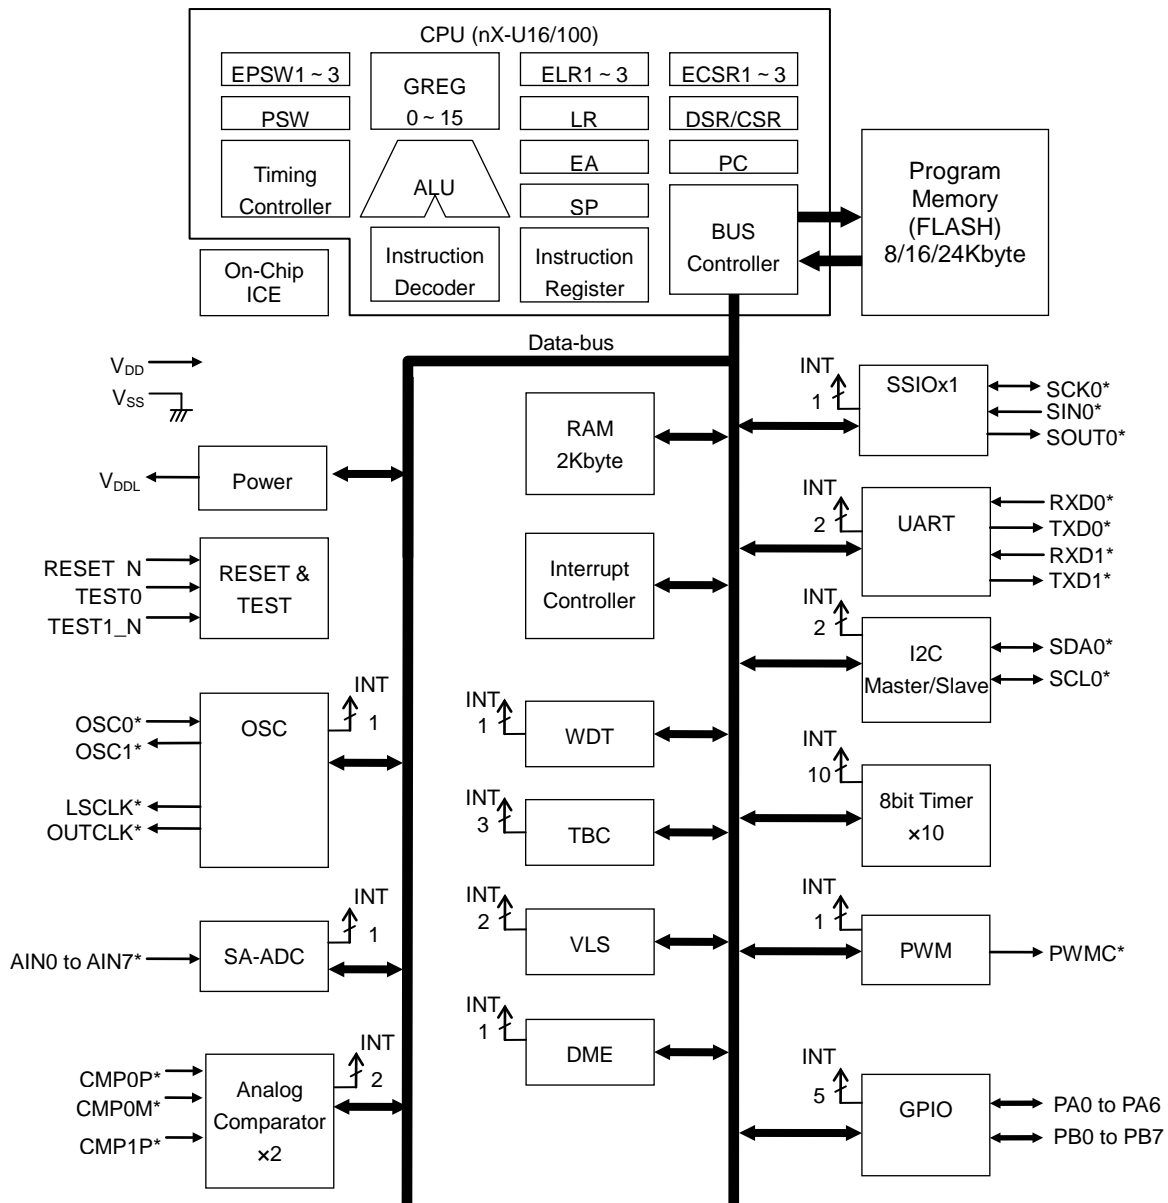 CPU (nX-U16/100)
EPSW1 ~ 3
GREG
0 ~ 15
ELR1 ~ 3
ECSR1 ~ 3
PSW
LR
DSR/CSR
Timing
Controller
ALU
EA
PC
SP
BUS
Controller
Program
Memory
(FLASH)
8/16/24Kbyte
On-Chip
ICE
Instruction
Decoder
Instruction
Register
Data-bus
VDD
VSS
VDDL
Power
RESET_N
TEST0
TEST1_N
RESET &
TEST
OSC0*
OSC1*
LSCLK*
OUTCLK*
OSC
INT
1
AIN0 to AIN7*
SA-ADC
INT
1
CMP0P*
CMP0M*
CMP1P*
Analog
Comparator
×2
INT
2
RAM
2Kbyte
Interrupt
Controller
INT
1
WDT
INT
3
TBC
INT
2
VLS
INT
1
DME
INT
1
SSIOx1
SCK0*
SIN0*
SOUT0*
INT
2
UART
RXD0*
TXD0*
RXD1*
TXD1*
INT
2
I2C
Master/Slave
SDA0*
SCL0*
INT
10
8bit Timer
×10
INT
1
PWM
PWMC*
INT
5
GPIO
PA0 to PA6
PB0 to PB7